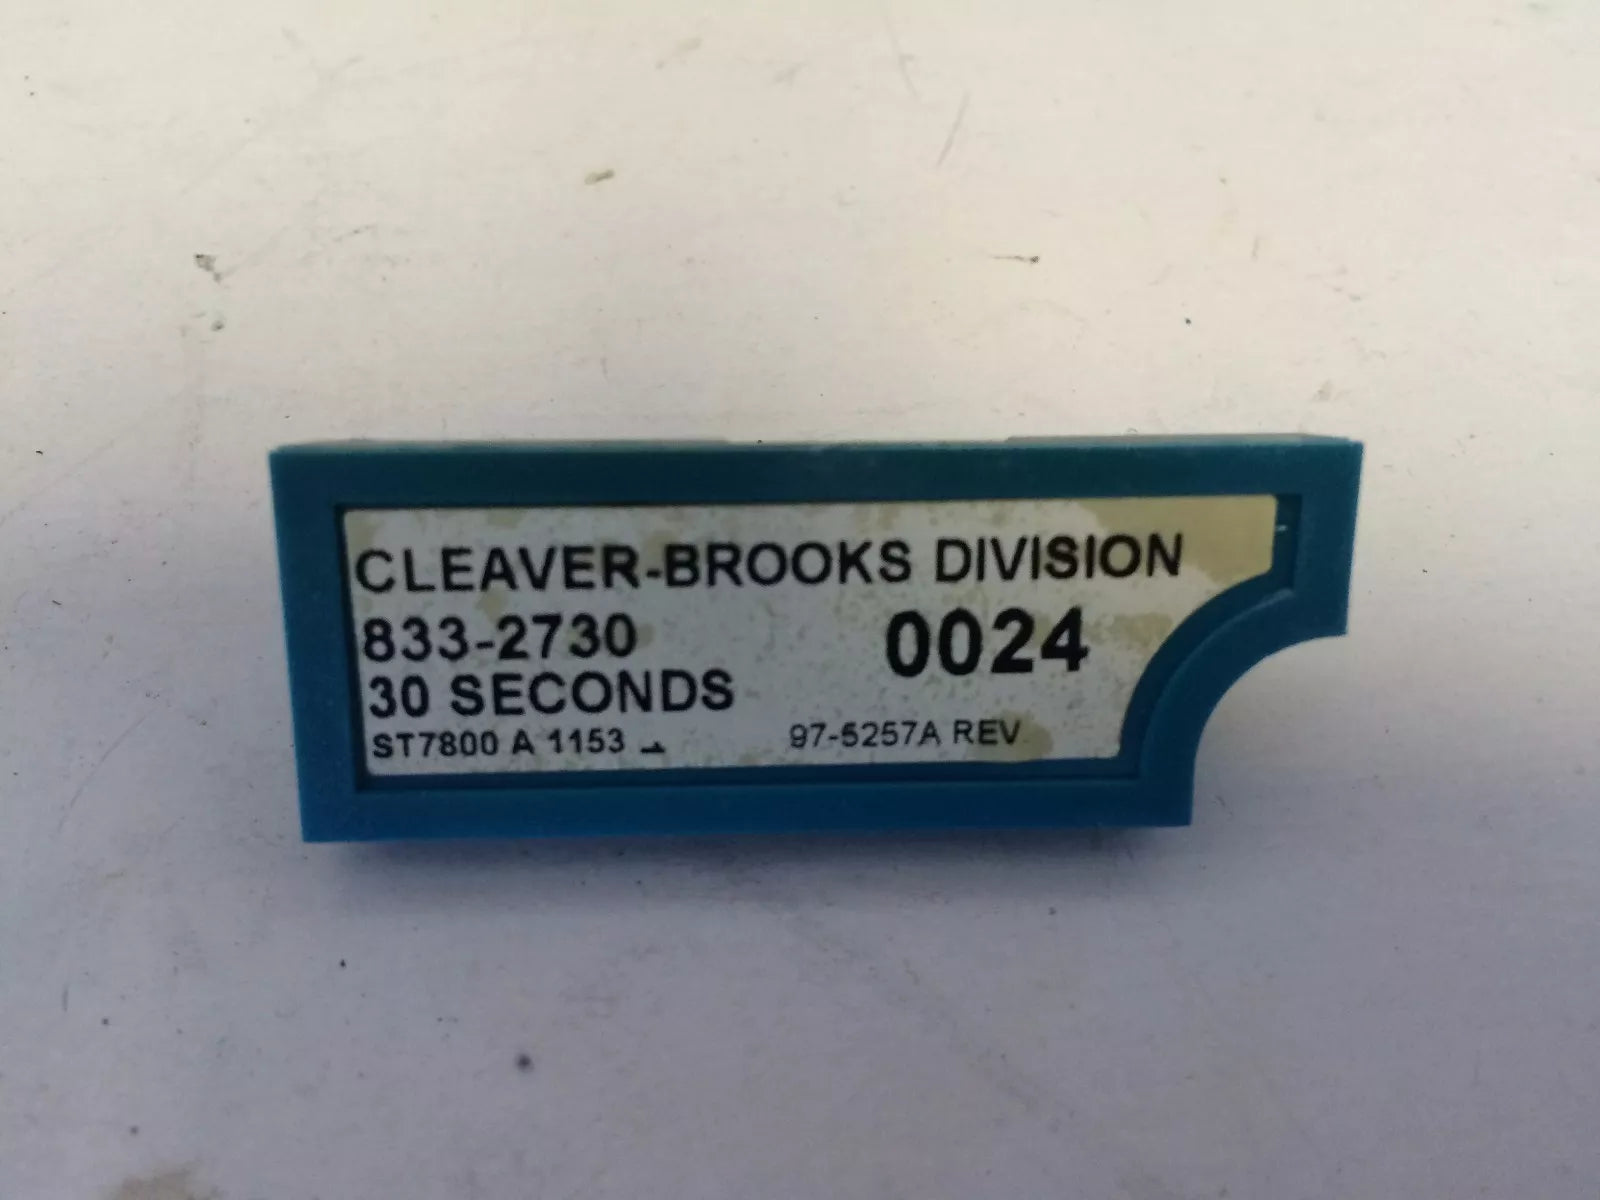 CLEAVER-BROOKS DIVISION
833-2730 0024
30 SECONDS
ST7800 A 1153 97-5257A REV